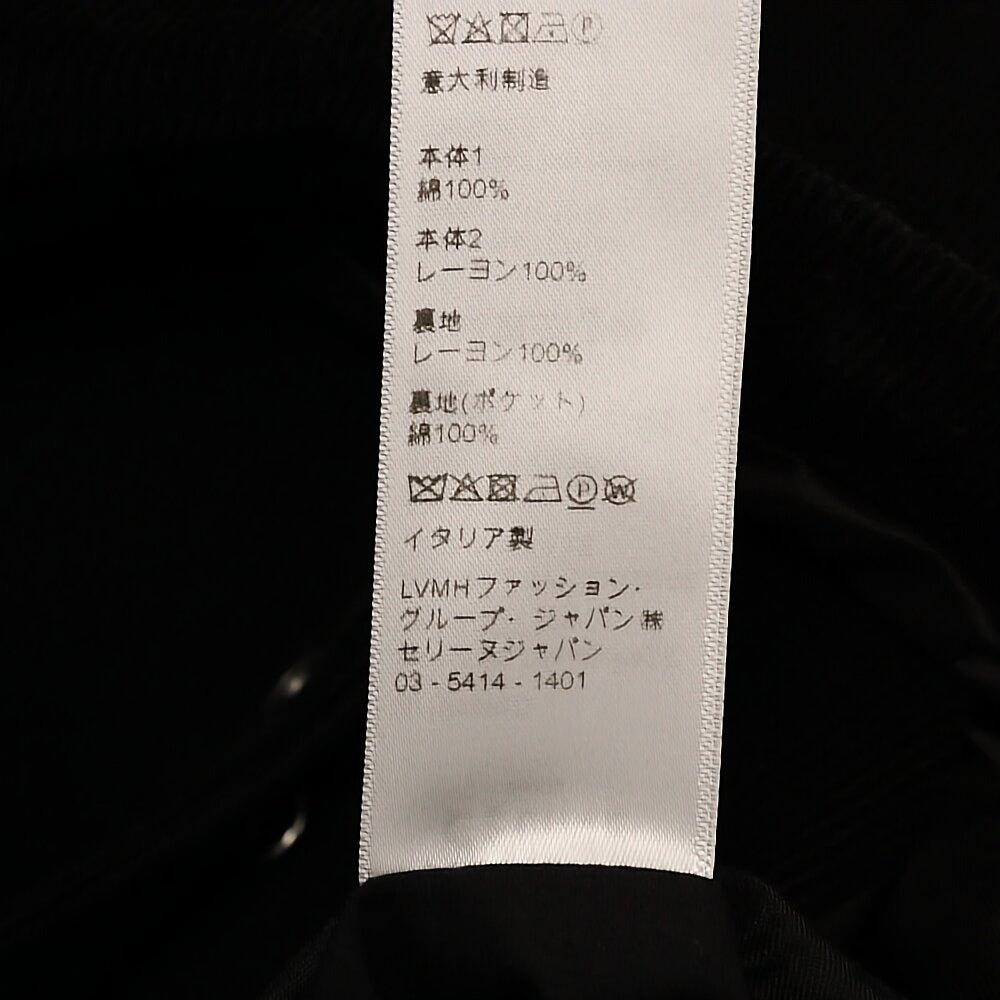 意大利制造
本体1
綿100%
本体2
レーヨン100%
裏地
レーヨン100%
裏地(ポケット)
綿100%
イタリア製
LVMHファッション・
グループ・ジャパン㈱
セリーヌジャパン
03 - 5414 - 1401